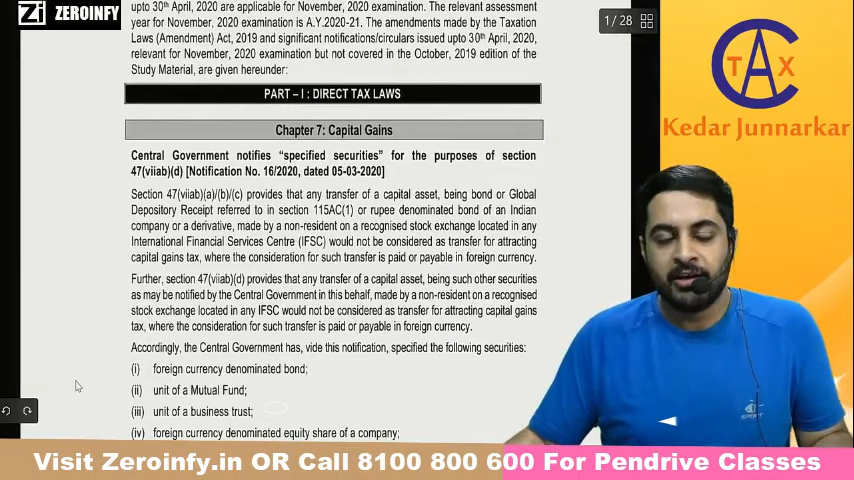 Zi ZEROINFY
upto 30th April, 2020 are applicable for November, 2020 examination. The relevant assessment
year for November, 2020 examination is A.Y.2020-21. The amendments made by the Taxation
Laws (Amendment) Act, 2019 and significant notifications/circulars issued upto 30th April, 2020,
relevant for November, 2020 examination but not covered in the October, 2019 edition of the
Study Material, are given hereunder:
PART – I : DIRECT TAX LAWS
Chapter 7: Capital Gains
Central Government notifies "specified securities" for the purposes of section
47(viiab)(d) [Notification No. 16/2020, dated 05-03-2020]
Section 47(viiab)(a)/(b)/(c) provides that any transfer of a capital asset, being bond or Global
Depository Receipt referred to in section 115AC(1) or rupee denominated bond of an Indian
company or a derivative, made by a non-resident on a recognised stock exchange located in any
International Financial Services Centre (IFSC) would not be considered as transfer for attracting
capital gains tax, where the consideration for such transfer is paid or payable in foreign currency.
Further, section 47(viiab)(d) provides that any transfer of a capital asset, being such other securities
as may be notified by the Central Government in this behalf, made by a non-resident on a recognised
stock exchange located in any IFSC would not be considered as transfer for attracting capital gains
tax, where the consideration for such transfer is paid or payable in foreign currency.
Accordingly, the Central Government has, vide this notification, specified the following securities:
(i) foreign currency denominated bond;
(ii) unit of a Mutual Fund;
(iii) unit of a business trust;
(iv) foreign currency denominated equity share of a company;
1 / 28
CA TAX
Kedar Junnarkar
SPORT
Visit Zeroinfy.in OR Call 8100 800 600 For Pendrive Classes